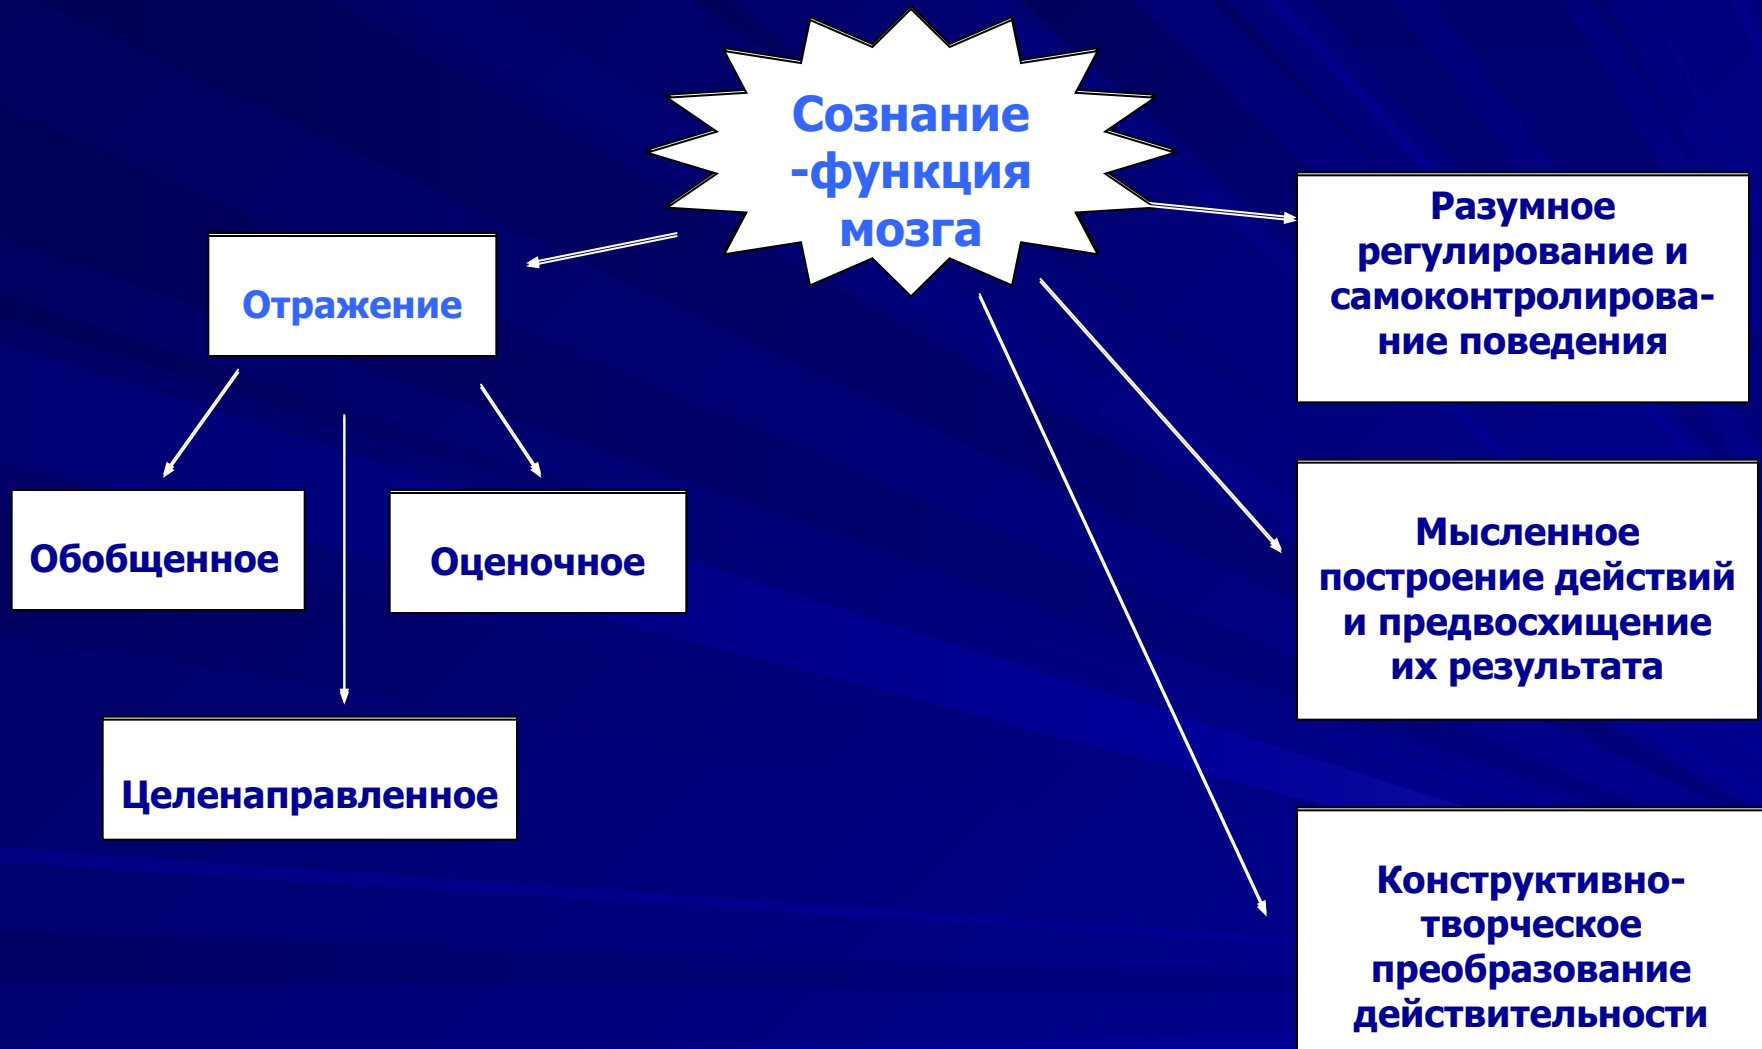 Сознание
-функция
мозга
Отражение
Обобщенное
Оценочное
Целенаправленное
Разумное
регулирование и
самоконтролирова-
ние поведения
Мысленное
построение действий
и предвосхищение
их результата
Конструктивно-
творческое
преобразование
действительности